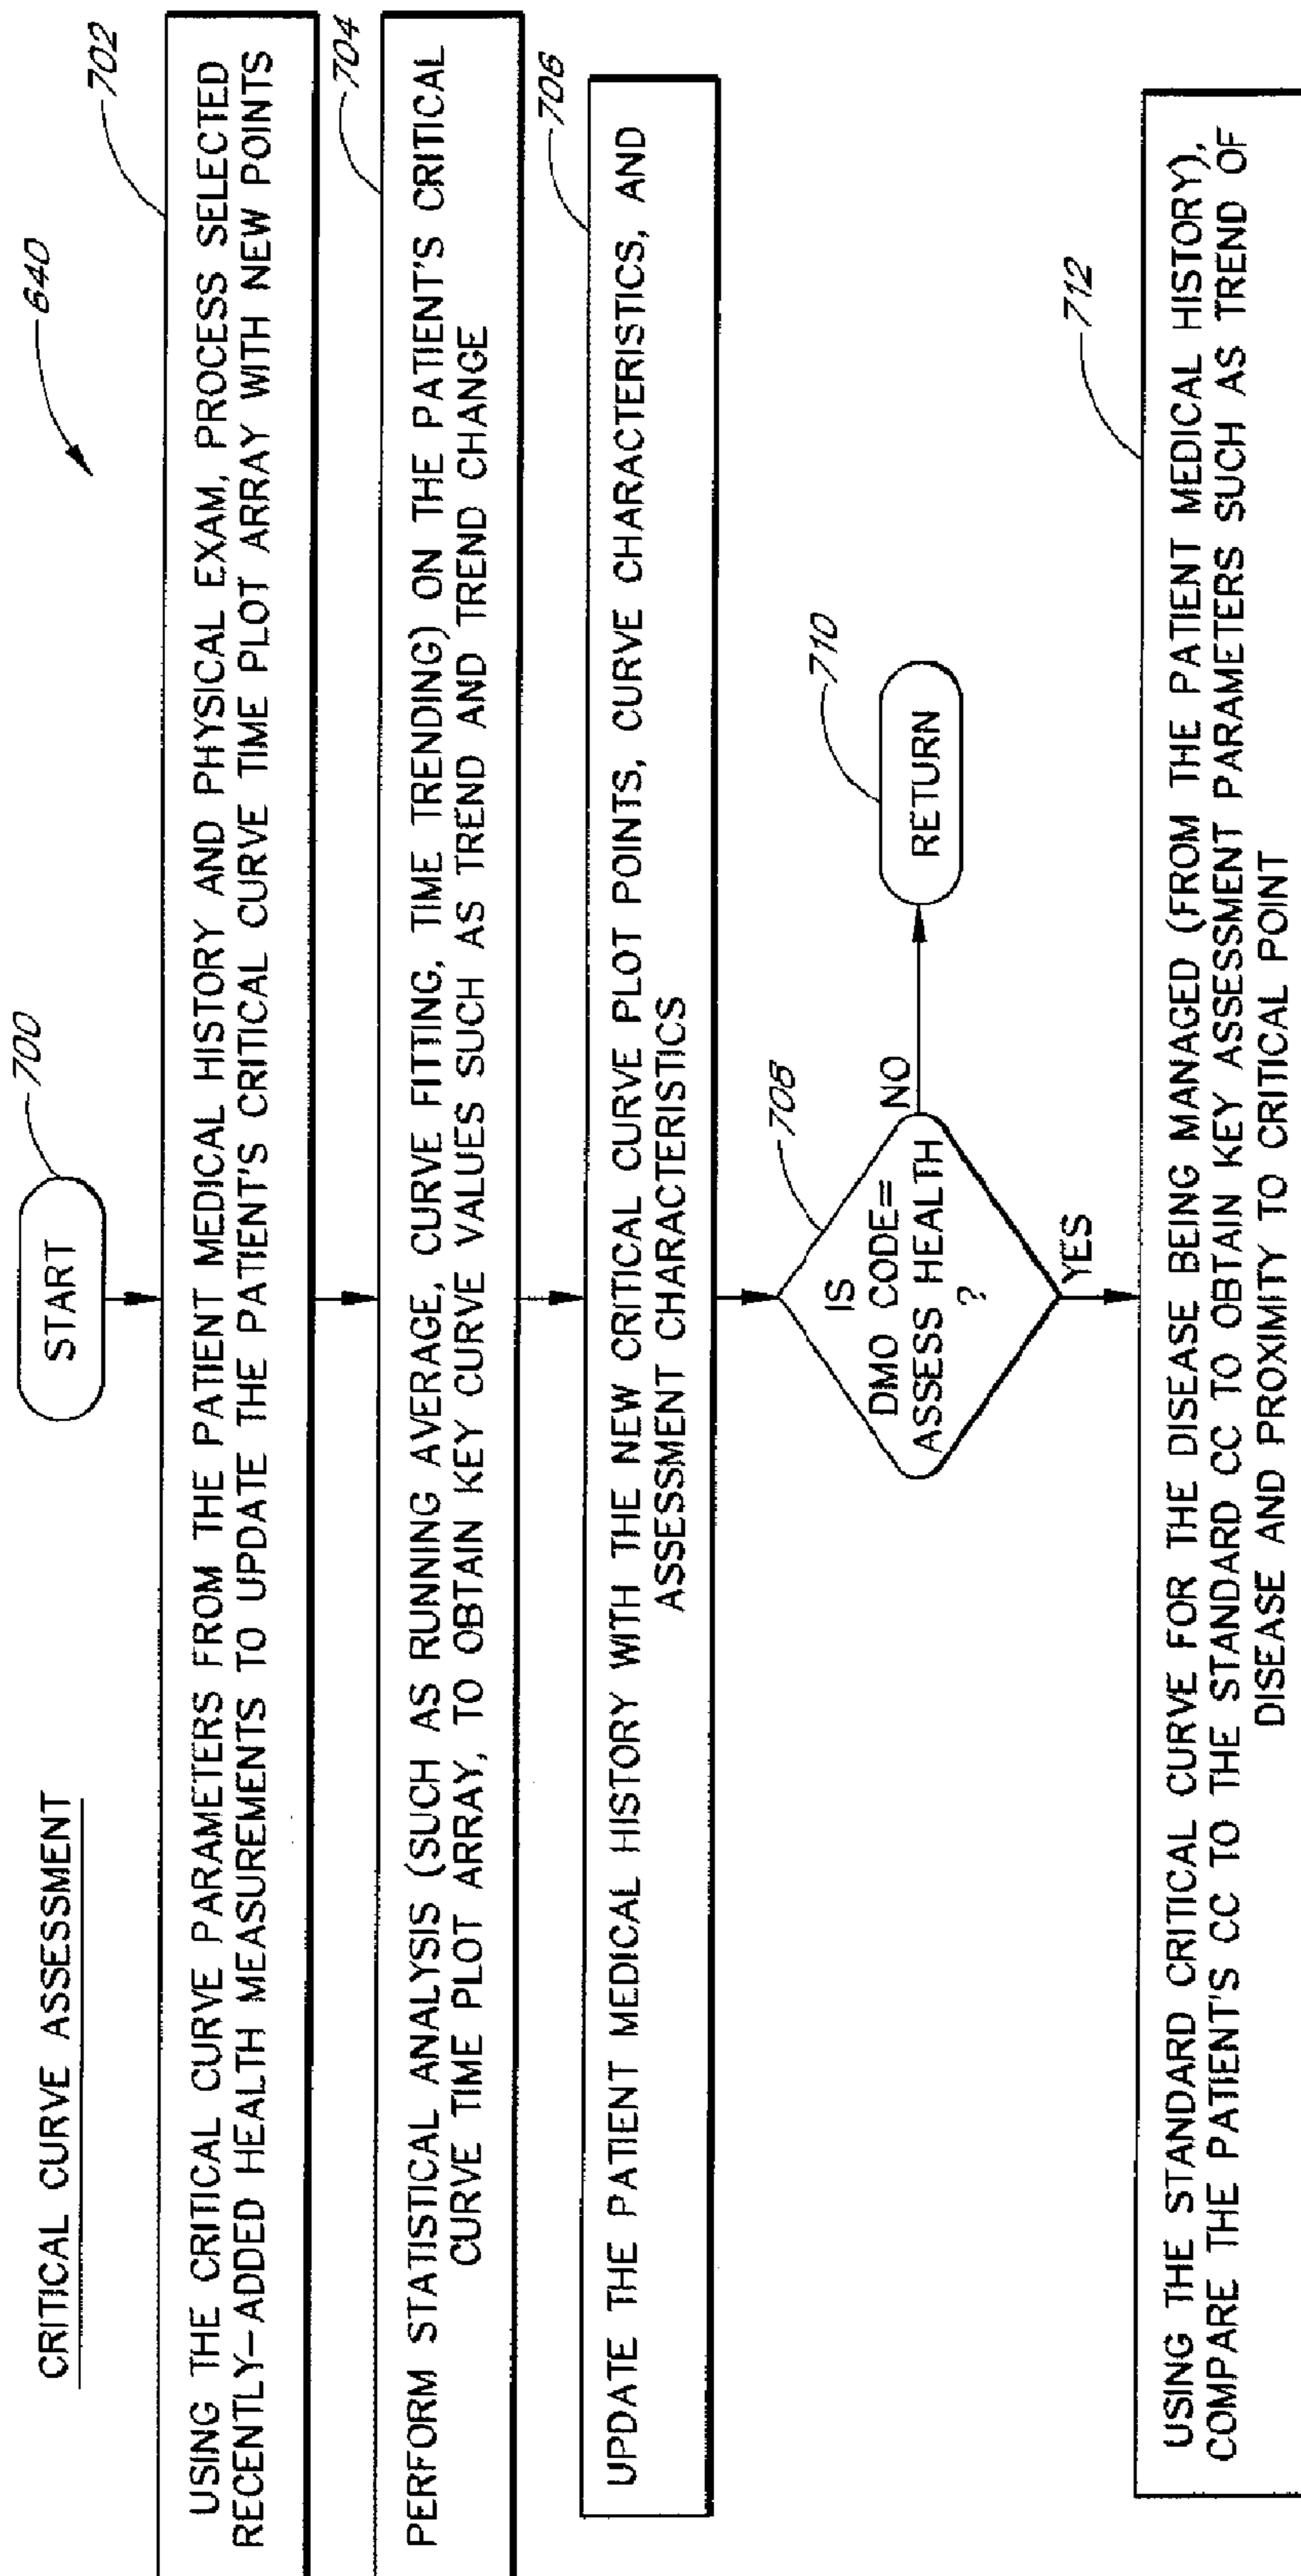 CRITICAL CURVE ASSESSMENT
640
START
700
702
USING THE CRITICAL CURVE PARAMETERS FROM THE PATIENT MEDICAL HISTORY AND PHYSICAL EXAM, PROCESS SELECTED
RECENTLY-ADDED HEALTH MEASUREMENTS TO UPDATE THE PATIENT'S CRITICAL CURVE TIME PLOT ARRAY WITH NEW POINTS
704
PERFORM STATISTICAL ANALYSIS (SUCH AS RUNNING AVERAGE, CURVE FITTING, TIME TRENDING) ON THE PATIENT'S CRITICAL
CURVE TIME PLOT ARRAY, TO OBTAIN KEY CURVE VALUES SUCH AS TREND AND TREND CHANGE
706
UPDATE THE PATIENT MEDICAL HISTORY WITH THE NEW CRITICAL CURVE PLOT POINTS, CURVE CHARACTERISTICS, AND
ASSESSMENT CHARACTERISTICS
708
IS
DMO CODE=
ASSESS HEALTH
?
NO
710
RETURN
YES
712
USING THE STANDARD CRITICAL CURVE FOR THE DISEASE BEING MANAGED (FROM THE PATIENT MEDICAL HISTORY),
COMPARE THE PATIENT'S CC TO THE STANDARD CC TO OBTAIN KEY ASSESSMENT PARAMETERS SUCH AS TREND OF
DISEASE AND PROXIMITY TO CRITICAL POINT